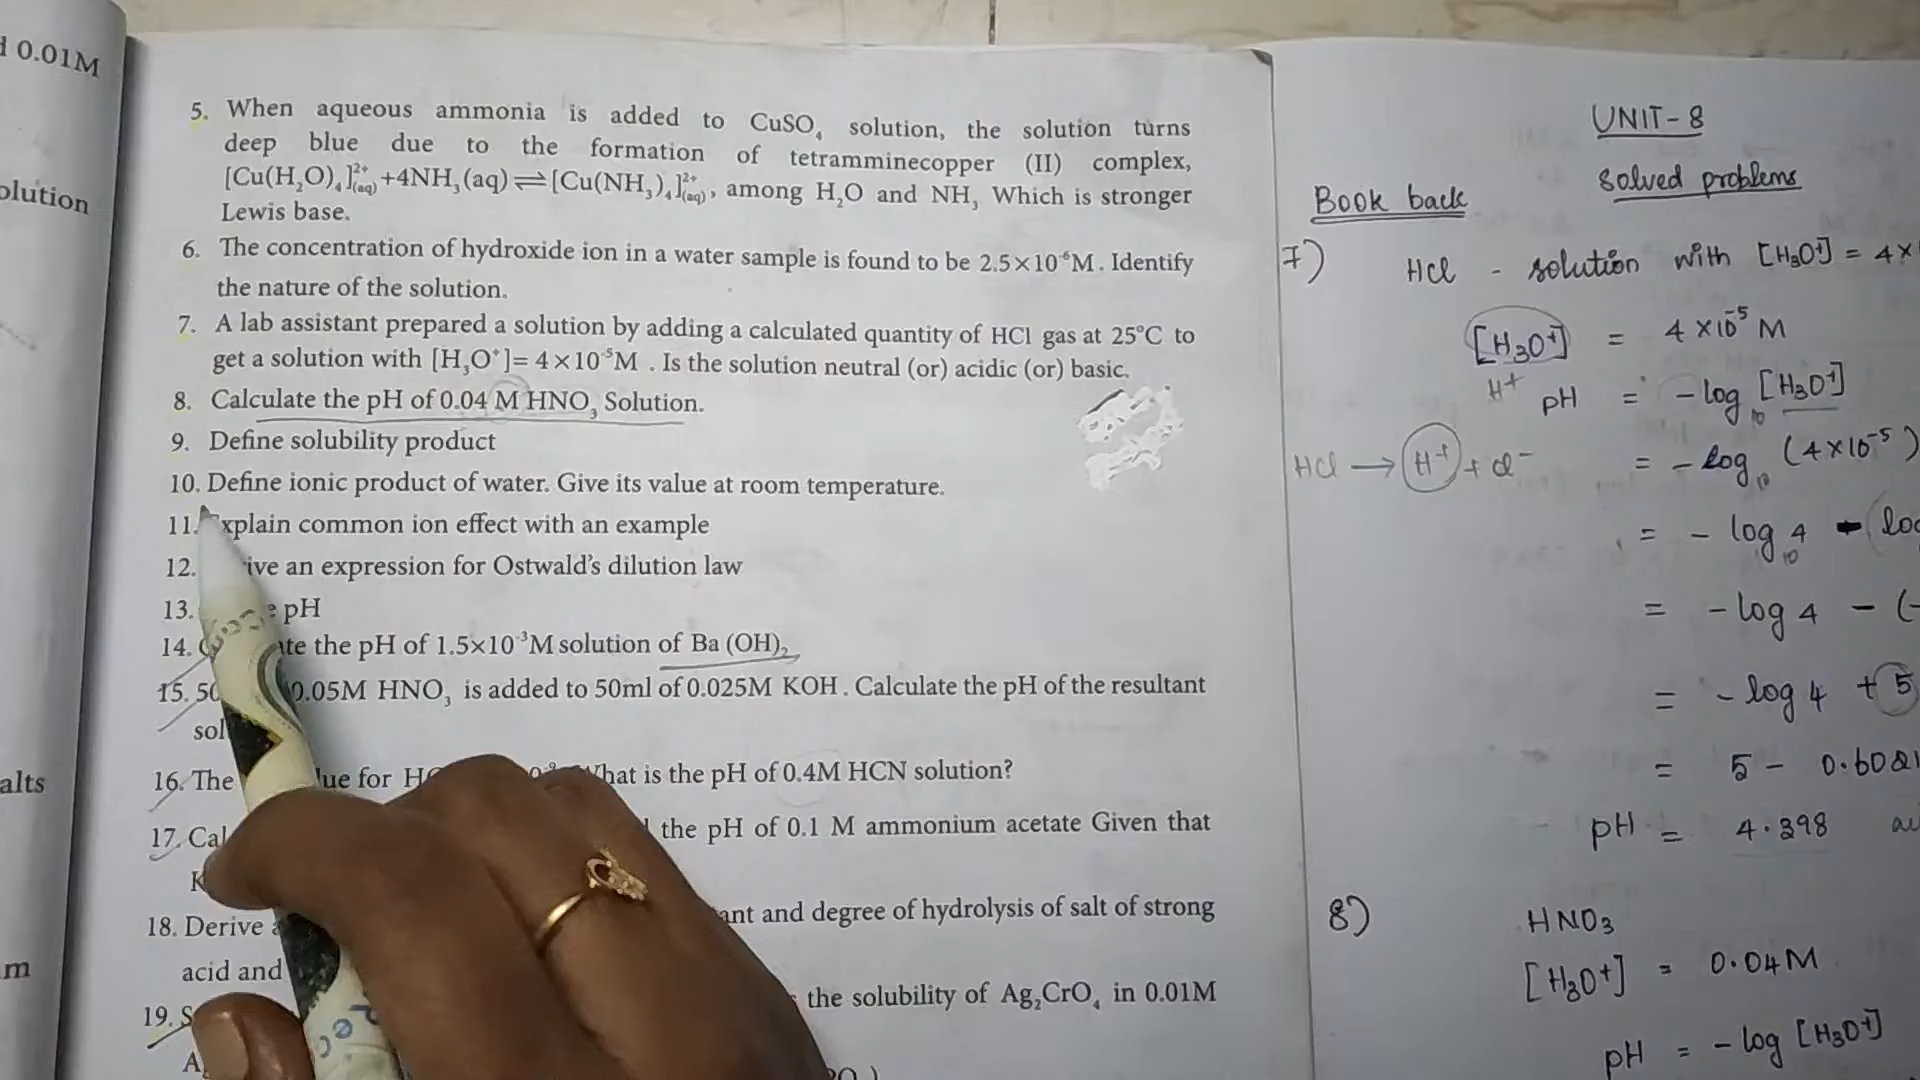 d 0.01M
olution
alts
m
5. When aqueous ammonia is added to CuSO₄ solution, the solution turns
deep blue due to the formation of tetramminecopper (II) complex,
[Cu(H₂O)₄]²⁺(aq) +4NH₃(aq) ⇌ [Cu(NH₃)₄]²⁺(aq), among H₂O and NH₃ Which is stronger
Lewis base.
6. The concentration of hydroxide ion in a water sample is found to be 2.5×10⁻⁶M. Identify
the nature of the solution.
7. A lab assistant prepared a solution by adding a calculated quantity of HCl gas at 25°C to
get a solution with [H₃O⁺]= 4×10⁻⁵M . Is the solution neutral (or) acidic (or) basic.
8. Calculate the pH of 0.04 M HNO₃ Solution.
9. Define solubility product
10. Define ionic product of water. Give its value at room temperature.
11. Explain common ion effect with an example
12. ive an expression for Ostwald's dilution law
13. e pH
14. C ate the pH of 1.5×10⁻³M solution of Ba (OH)₂
15. 50 0.05M HNO₃ is added to 50ml of 0.025M KOH. Calculate the pH of the resultant
sol
16. The lue for HC What is the pH of 0.4M HCN solution?
17. Cal the pH of 0.1 M ammonium acetate Given that
K
18. Derive a ant and degree of hydrolysis of salt of strong
acid and
19. S the solubility of Ag₂CrO₄ in 0.01M
A
UNIT-8
solved problems
Book back
7) HCl - solution with [H₃O⁺] = 4×
[H₃O⁺] = 4×10⁻⁵ M
H⁺ pH = -log₁₀ [H₃O⁺]
HCl → H⁺ + Cl⁻ = -log₁₀ (4×10⁻⁵)
= - log₁₀ 4 - (log
= - log 4 - (-
= - log 4 + 5
= 5 - 0.6021
pH = 4.398
8) HNO₃
[H₃O⁺] = 0.04M
pH = -log [H₃O⁺]